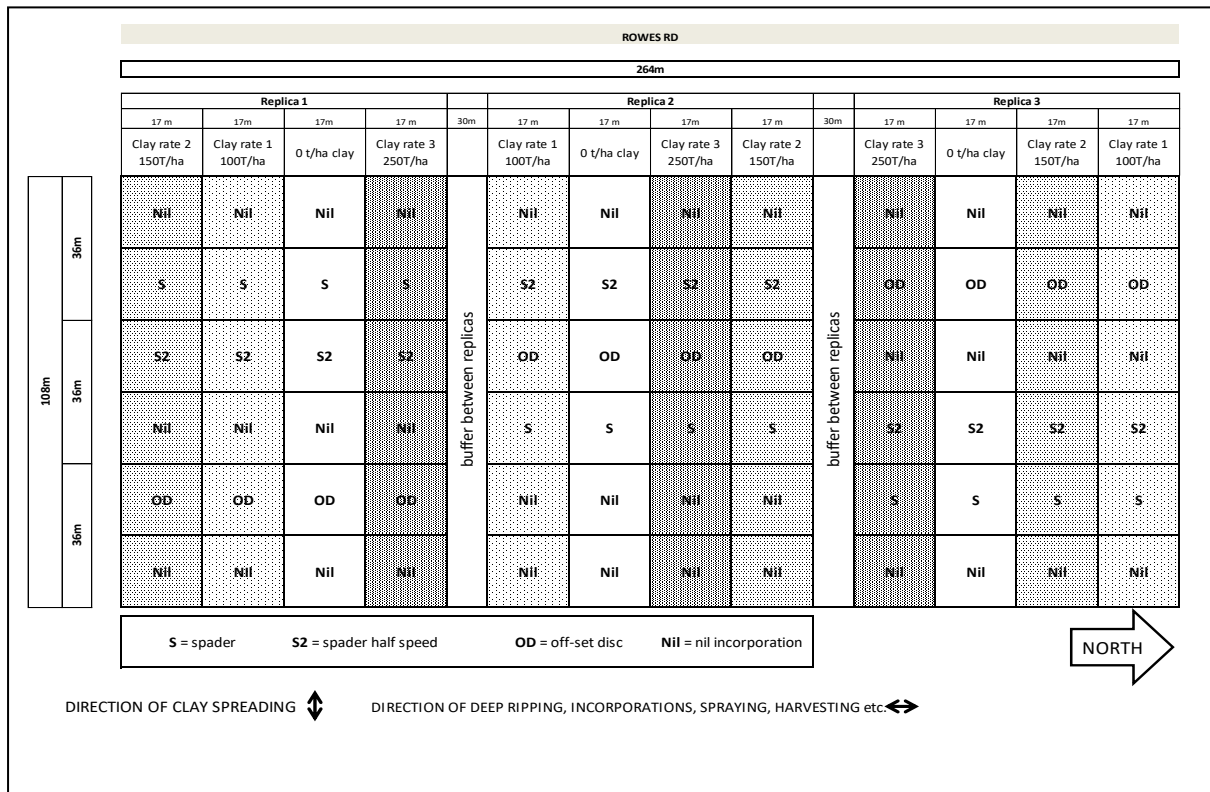 ROWES RD
264m
Replica 1 Replica 2 Replica 3
17 m 17m 17m 17 m 30m 17 m 17 m 17m 17 m 30m 17 m 17 m 17 m 17 m
Clay rate 2 Clay rate 1 0 t/ha clay Clay rate 3 Clay rate 1 0 t/ha clay Clay rate 3 Clay rate 2 Clay rate 3 0 t/ha clay Clay rate 2 Clay rate 1
150T/ha 100T/ha 250T/ha 100T/ha 250T/ha 150T/ha 250T/ha 150T/ha 100T/ha
108m
36m
36m
36m
buffer between replicas
buffer between replicas
Nil Nil Nil Nil Nil Nil Nil Nil Nil Nil Nil Nil
S S S S S2 S2 S2 S2 OD OD OD OD
S2 S2 S2 S2 OD OD OD OD Nil Nil Nil Nil
Nil Nil Nil Nil S S S S S2 S2 S2 S2
OD OD OD OD Nil Nil Nil Nil S S S S
Nil NIl Nil Nil Nil Nil Nil Nil Nil Nil Nil Nil
S = spader S2 = spader half speed OD = off-set disc Nil = nil incorporation
NORTH
DIRECTION OF CLAY SPREADING DIRECTION OF DEEP RIPPING, INCORPORATIONS, SPRAYING, HARVESTING etc.